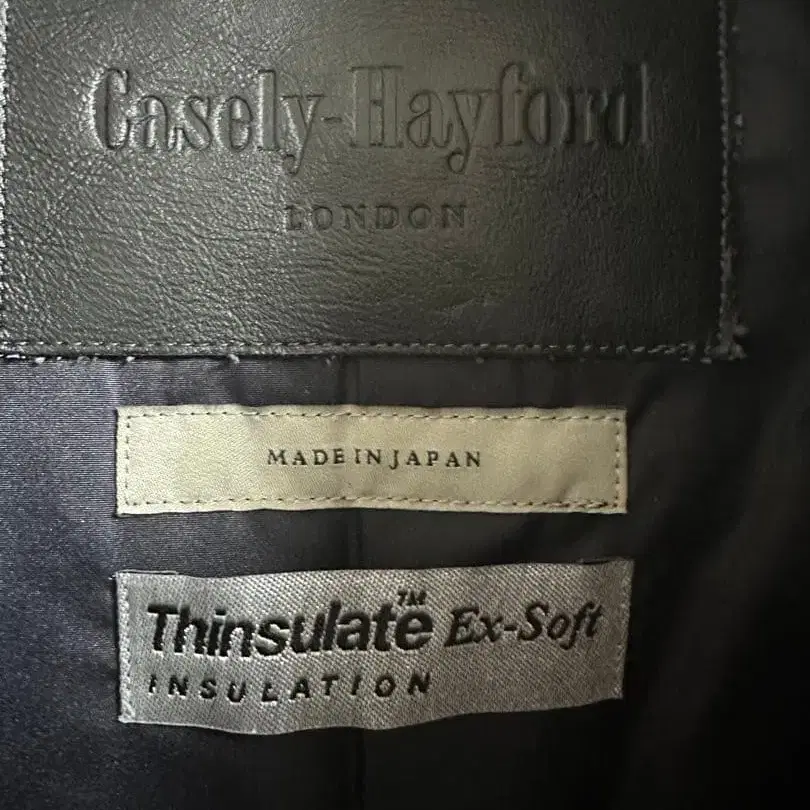 Casely-Hayford
LONDON
MADE IN JAPAN
Thinsulate™ Ex-Soft
INSULATION